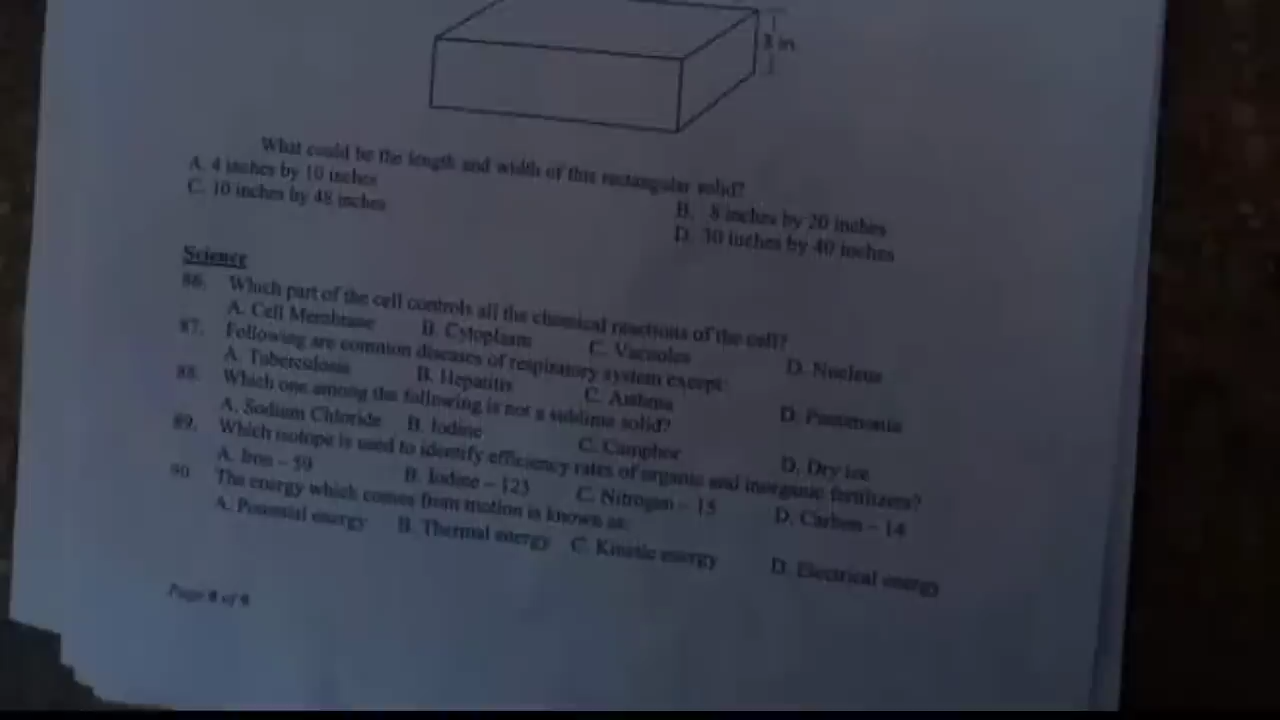 3 in
What could be the length and width of this rectangular solid?
A. 4 inches by 10 inches
B. 8 inches by 20 inches
C. 10 inches by 48 inches
D. 30 inches by 40 inches
Science
86. Which part of the cell controls all the chemical reactions of the cell?
A. Cell Membrane B. Cytoplasm C. Vacuoles D. Nucleus
87. Following are common diseases of respiratory system except:
A. Tuberculosis B. Hepatitis C. Asthma D. Pneumonia
88. Which one among the following is not a sublime solid?
A. Sodium Chloride B. Iodine C. Camphor D. Dry ice
89. Which isotope is used to identify efficiency rates of organic and inorganic fertilizers?
A. Iron – 59 B. Iodine – 123 C. Nitrogen – 15 D. Carbon – 14
90. The energy which comes from motion is known as:
A. Potential energy B. Thermal energy C. Kinetic energy D. Electrical energy
Page 8 of 9